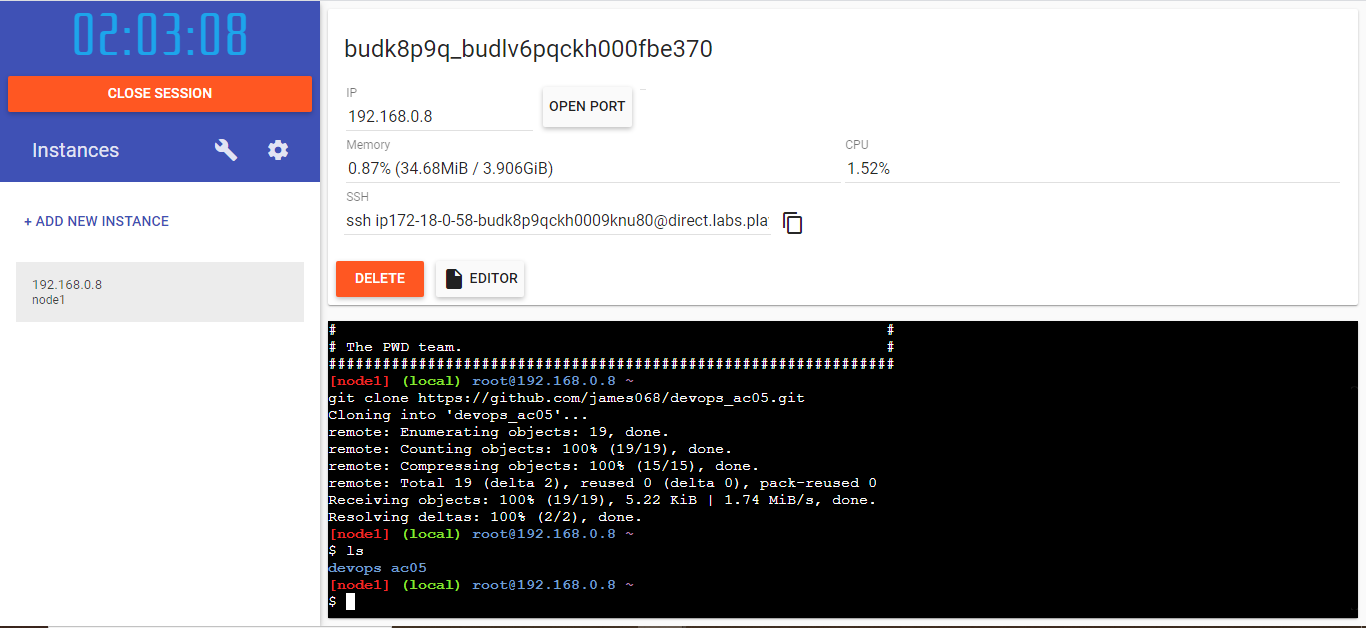 02:03:08
CLOSE SESSION
Instances
+ ADD NEW INSTANCE
192.168.0.8
node1
budk8p9q_budlv6pqckh000fbe370
IP
192.168.0.8
OPEN PORT
Memory
0.87% (34.68MiB / 3.906GiB)
CPU
1.52%
SSH
ssh ip172-18-0-58-budk8p9qckh0009knu80@direct.labs.pla
DELETE
EDITOR
# #
# The PWD team. #
###############################################################
[node1] (local) root@192.168.0.8 ~
git clone https://github.com/james068/devops_ac05.git
Cloning into 'devops_ac05'...
remote: Enumerating objects: 19, done.
remote: Counting objects: 100% (19/19), done.
remote: Compressing objects: 100% (15/15), done.
remote: Total 19 (delta 2), reused 0 (delta 0), pack-reused 0
Receiving objects: 100% (19/19), 5.22 KiB | 1.74 MiB/s, done.
Resolving deltas: 100% (2/2), done.
[node1] (local) root@192.168.0.8 ~
$ ls
devops ac05
[node1] (local) root@192.168.0.8 ~
$